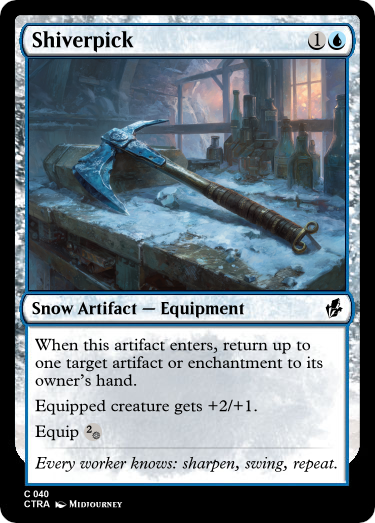 Shiverpick 1
Snow Artifact — Equipment
When this artifact enters, return up to
one target artifact or enchantment to its
owner's hand.
Equipped creature gets +2/+1.
Equip 2
Every worker knows: sharpen, swing, repeat.
C 040
CTRA Midjourney